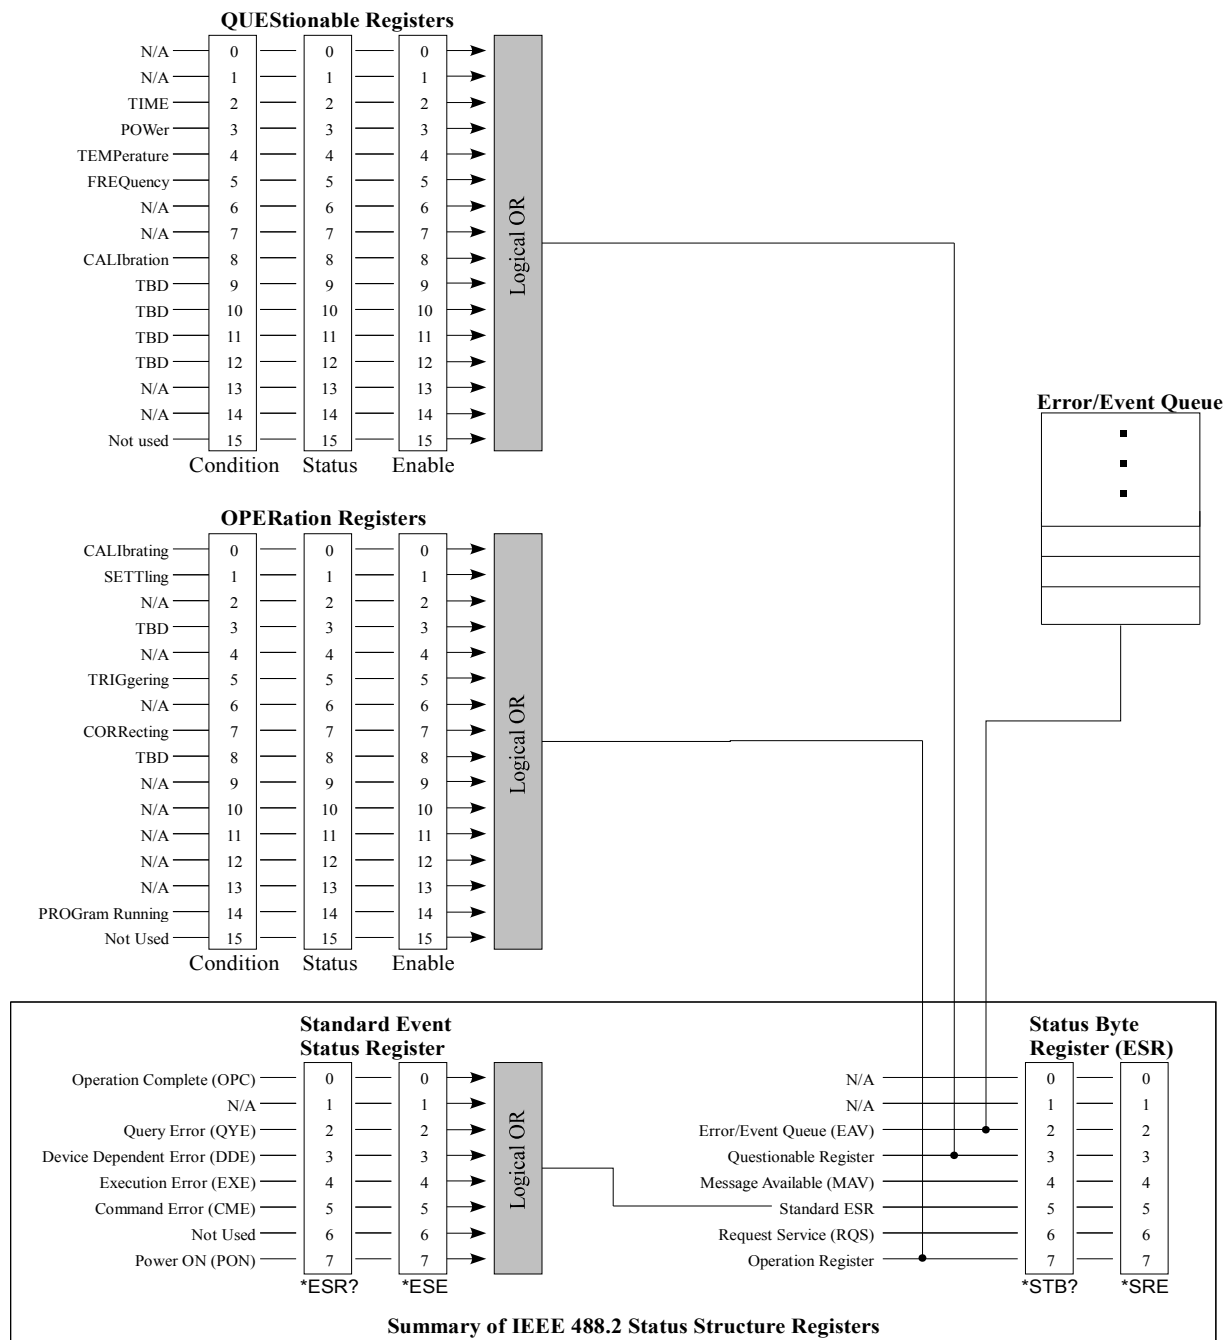 QUEStionable Registers
N/A 0 0 0
N/A 1 1 1
TIME 2 2 2
POWer 3 3 3
TEMPerature 4 4 4
FREQuency 5 5 5
N/A 6 6 6
N/A 7 7 7
CALIbration 8 8 8
TBD 9 9 9
TBD 10 10 10
TBD 11 11 11
TBD 12 12 12
N/A 13 13 13
N/A 14 14 14
Not used 15 15 15
Logical OR
Condition Status Enable
Error/Event Queue
OPERation Registers
CALIbrating 0 0 0
SETTling 1 1 1
N/A 2 2 2
TBD 3 3 3
N/A 4 4 4
TRIGgering 5 5 5
N/A 6 6 6
CORRecting 7 7 7
TBD 8 8 8
N/A 9 9 9
N/A 10 10 10
N/A 11 11 11
N/A 12 12 12
N/A 13 13 13
PROGram Running 14 14 14
Not Used 15 15 15
Logical OR
Condition Status Enable
Standard Event
Status Register
Operation Complete (OPC) 0 0
N/A 1 1
Query Error (QYE) 2 2
Device Dependent Error (DDE) 3 3
Execution Error (EXE) 4 4
Command Error (CME) 5 5
Not Used 6 6
Power ON (PON) 7 7
*ESR? *ESE
Logical OR
Status Byte
Register (ESR)
N/A 0 0
N/A 1 1
Error/Event Queue (EAV) 2 2
Questionable Register 3 3
Message Available (MAV) 4 4
Standard ESR 5 5
Request Service (RQS) 6 6
Operation Register 7 7
*STB? *SRE
Summary of IEEE 488.2 Status Structure Registers